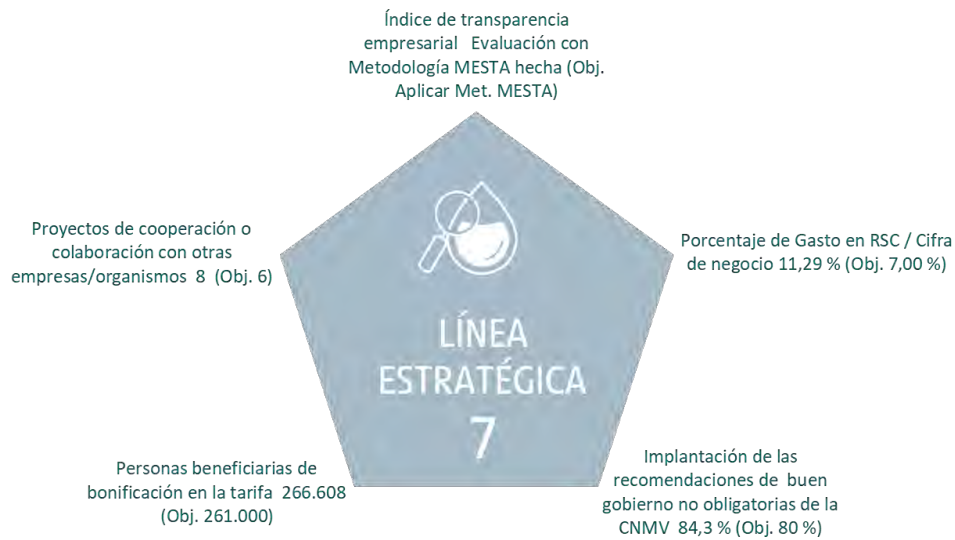 Índice de transparencia
empresarial Evaluación con
Metodología MESTA hecha (Obj.
Aplicar Met. MESTA)
Proyectos de cooperación o
colaboración con otras
empresas/organismos 8 (Obj. 6)
Porcentaje de Gasto en RSC / Cifra
de negocio 11,29 % (Obj. 7,00 %)
LÍNEA
ESTRATÉGICA
7
Personas beneficiarias de
bonificación en la tarifa 266.608
(Obj. 261.000)
Implantación de las
recomendaciones de buen
gobierno no obligatorias de la
CNMV 84,3 % (Obj. 80 %)